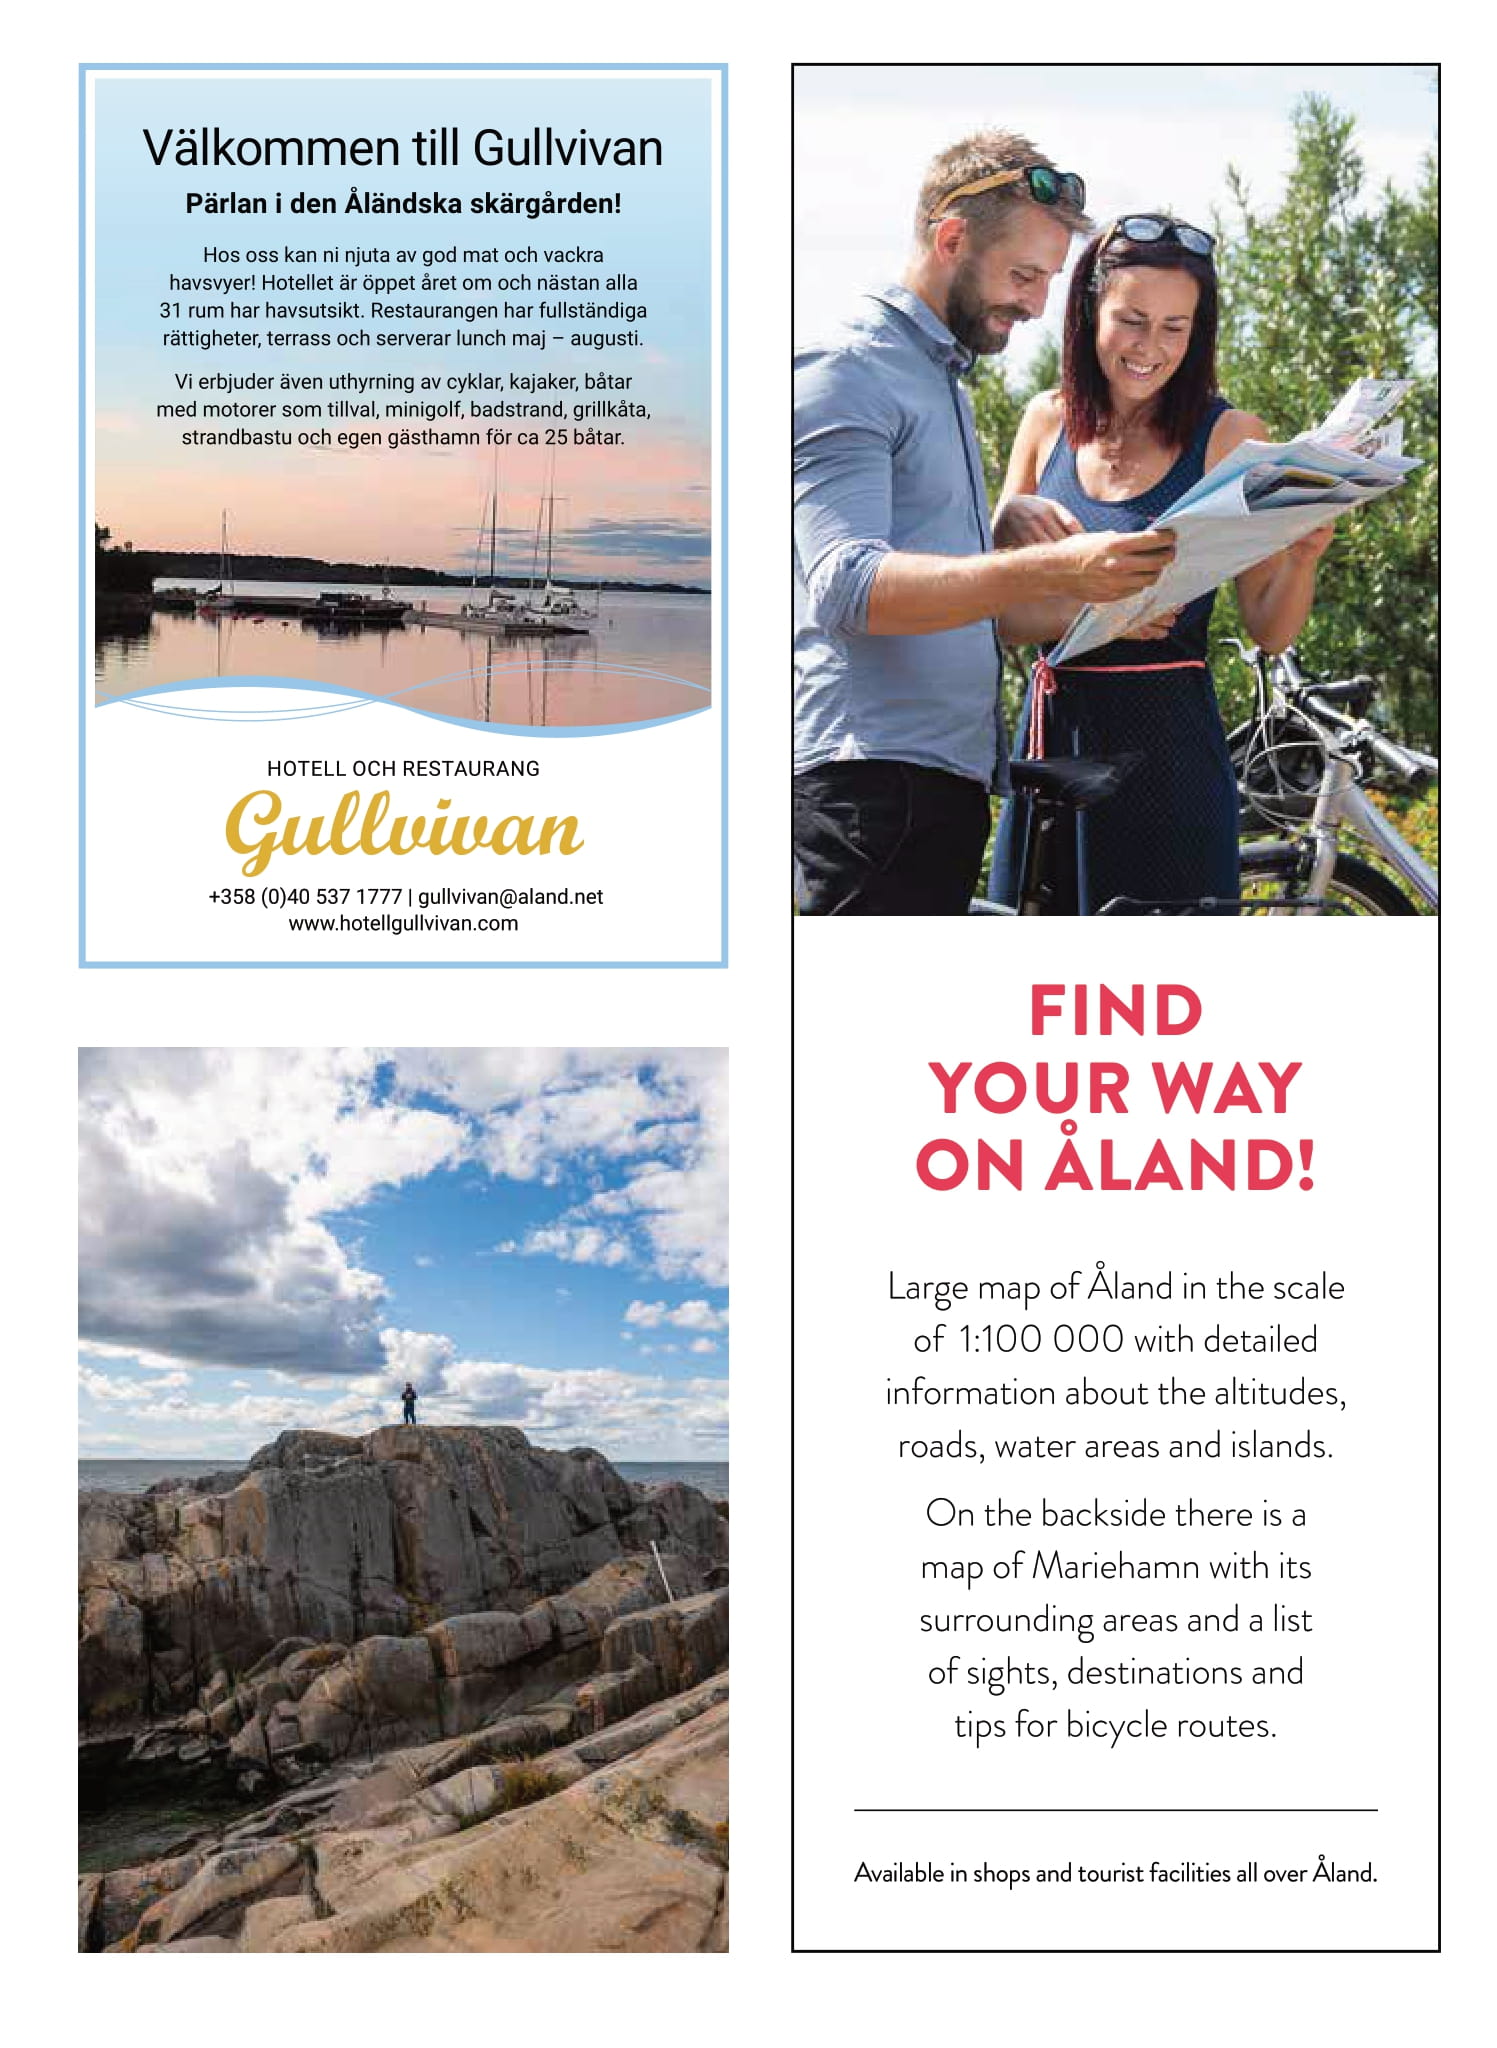 Välkommen till Gullvivan
Pärlan i den Åländska skärgården!
Hos oss kan ni njuta av god mat och vackra
havsvyer! Hotellet är öppet året om och nästan alla
31 rum har havsutsikt. Restaurangen har fullständiga
rättigheter, terrass och serverar lunch maj – augusti.
Vi erbjuder även uthyrning av cyklar, kajaker, båtar
med motorer som tillval, minigolf, badstrand, grillkåta,
strandbastu och egen gästhamn för ca 25 båtar.
HOTELL OCH RESTAURANG
Gullvivan
+358 (0)40 537 1777 | gullvivan@aland.net
www.hotellgullvivan.com
FIND
YOUR WAY
ON ÅLAND!
Large map of Åland in the scale
of 1:100 000 with detailed
information about the altitudes,
roads, water areas and islands.
On the backside there is a
map of Mariehamn with its
surrounding areas and a list
of sights, destinations and
tips for bicycle routes.
Available in shops and tourist facilities all over Åland.